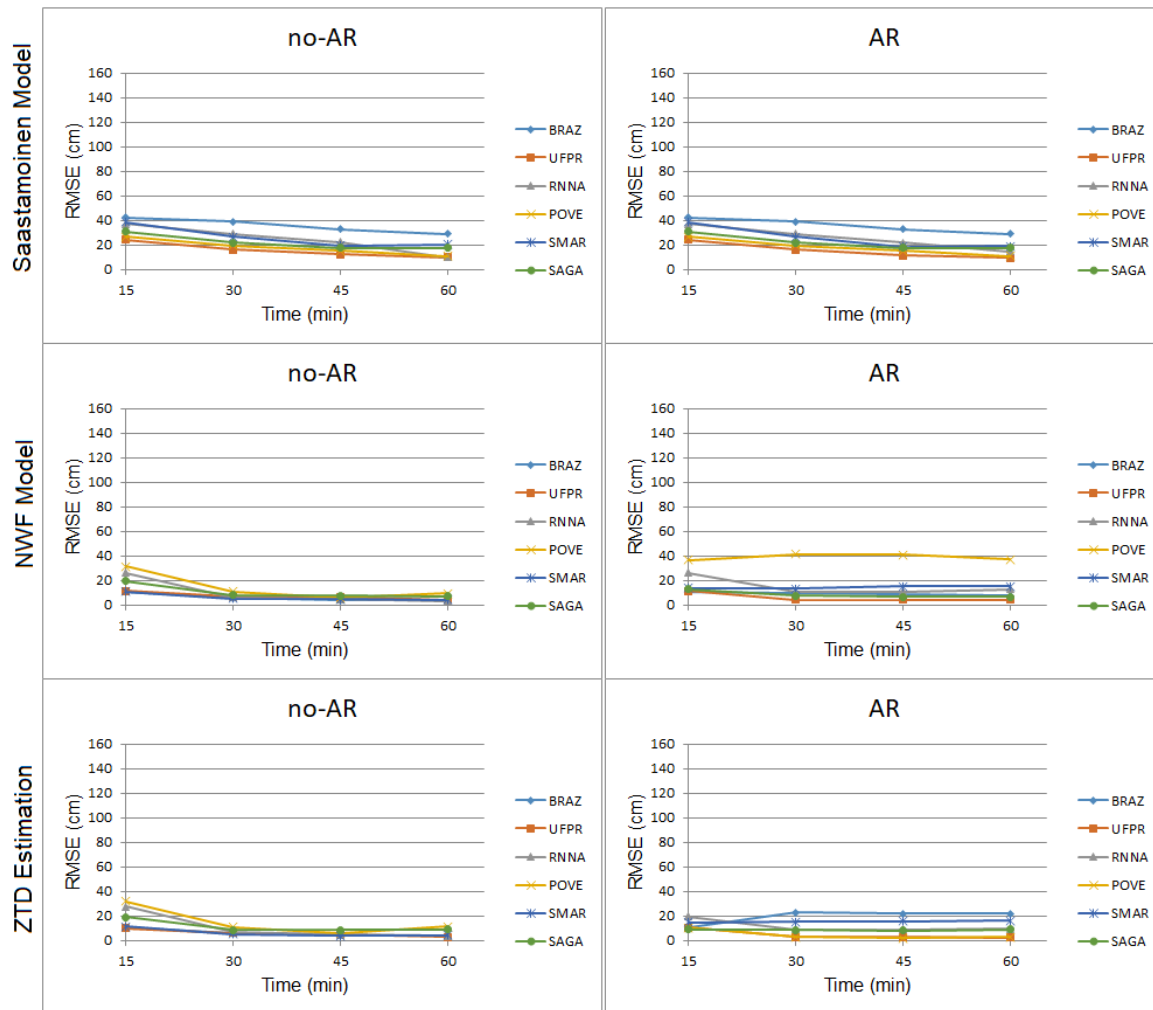 Saastamoinen Model
no-AR
RMSE (cm)
160
140
120
100
80
60
40
20
0
15 30 45 60
Time (min)
BRAZ
UFPR
RNNA
POVE
SMAR
SAGA
AR
RMSE (cm)
160
140
120
100
80
60
40
20
0
15 30 45 60
Time (min)
BRAZ
UFPR
RNNA
POVE
SMAR
SAGA
NWF Model
no-AR
RMSE (cm)
160
140
120
100
80
60
40
20
0
15 30 45 60
Time (min)
BRAZ
UFPR
RNNA
POVE
SMAR
SAGA
AR
RMSE (cm)
160
140
120
100
80
60
40
20
0
15 30 45 60
Time (min)
BRAZ
UFPR
RNNA
POVE
SMAR
SAGA
ZTD Estimation
no-AR
RMSE (cm)
160
140
120
100
80
60
40
20
0
15 30 45 60
Time (min)
BRAZ
UFPR
RNNA
POVE
SMAR
SAGA
AR
RMSE (cm)
160
140
120
100
80
60
40
20
0
15 30 45 60
Time (min)
BRAZ
UFPR
RNNA
POVE
SMAR
SAGA